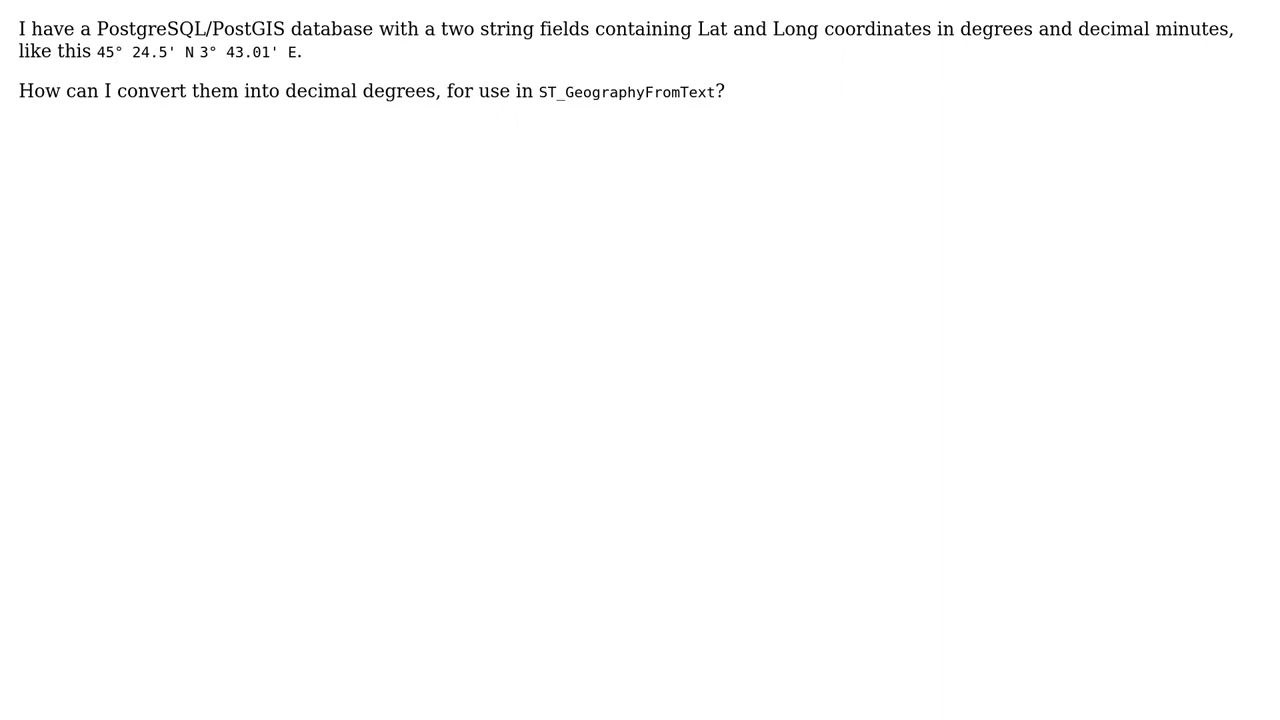 I have a PostgreSQL/PostGIS database with a two string fields containing Lat and Long coordinates in degrees and decimal minutes,
like this 45° 24.5' N 3° 43.01' E.
How can I convert them into decimal degrees, for use in ST_GeographyFromText?